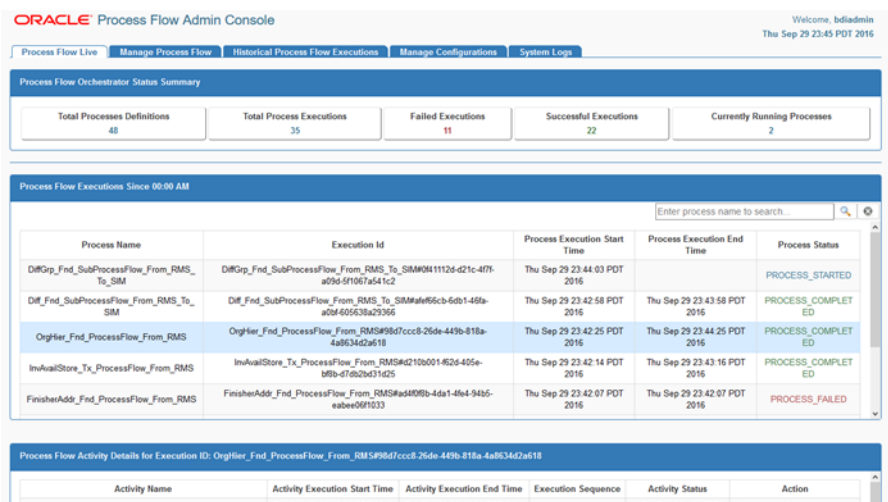 ORACLE Process Flow Admin Console
Welcome, bdiadmin
Thu Sep 29 23:45 PDT 2016
Process Flow Live
Manage Process Flow
Historical Process Flow Executions
Manage Configurations
System Logs
Process Flow Orchestrator Status Summary
Total Processes Definitions
48
Total Process Executions
35
Failed Executions
11
Successful Executions
22
Currently Running Processes
2
Process Flow Executions Since 00:00 AM
Enter process name to search...
Process Name
Execution Id
Process Execution Start
Time
Process Execution End
Time
Process Status
DiffGrp_Fnd_SubProcessFlow_From_RMS_
To_SIM
DiffGrp_Fnd_SubProcessFlow_From_RMS_To_SIM#0f41112d-d21c-4f7f-
a09d-5f1067a541c2
Thu Sep 29 23:44:03 PDT
2016
PROCESS_STARTED
Diff_Fnd_SubProcessFlow_From_RMS_To_
SIM
Diff_Fnd_SubProcessFlow_From_RMS_To_SIM#afef66cb-6db1-46fa-
a0bf-605638a29366
Thu Sep 29 23:42:58 PDT
2016
Thu Sep 29 23:43:58 PDT
2016
PROCESS_COMPLET
ED
OrgHier_Fnd_ProcessFlow_From_RMS
OrgHier_Fnd_ProcessFlow_From_RMS#98d7ccc8-26de-449b-818a-
4a8634d2a618
Thu Sep 29 23:42:25 PDT
2016
Thu Sep 29 23:44:25 PDT
2016
PROCESS_COMPLET
ED
InvAvailStore_Tx_ProcessFlow_From_RMS
InvAvailStore_Tx_ProcessFlow_From_RMS#d210b001-f62d-405e-
bf8b-d7db2bd31d25
Thu Sep 29 23:42:14 PDT
2016
Thu Sep 29 23:43:16 PDT
2016
PROCESS_COMPLET
ED
FinisherAddr_Fnd_ProcessFlow_From_RMS
FinisherAddr_Fnd_ProcessFlow_From_RMS#ad4f0f8b-4da1-4fe4-94b5-
eabee06f1033
Thu Sep 29 23:42:07 PDT
2016
Thu Sep 29 23:42:07 PDT
2016
PROCESS_FAILED
Process Flow Activity Details for Execution ID: OrgHier_Fnd_ProcessFlow_From_RMS#98d7ccc8-26de-449b-818a-4a8634d2a618
Activity Name
Activity Execution Start Time
Activity Execution End Time
Execution Sequence
Activity Status
Action